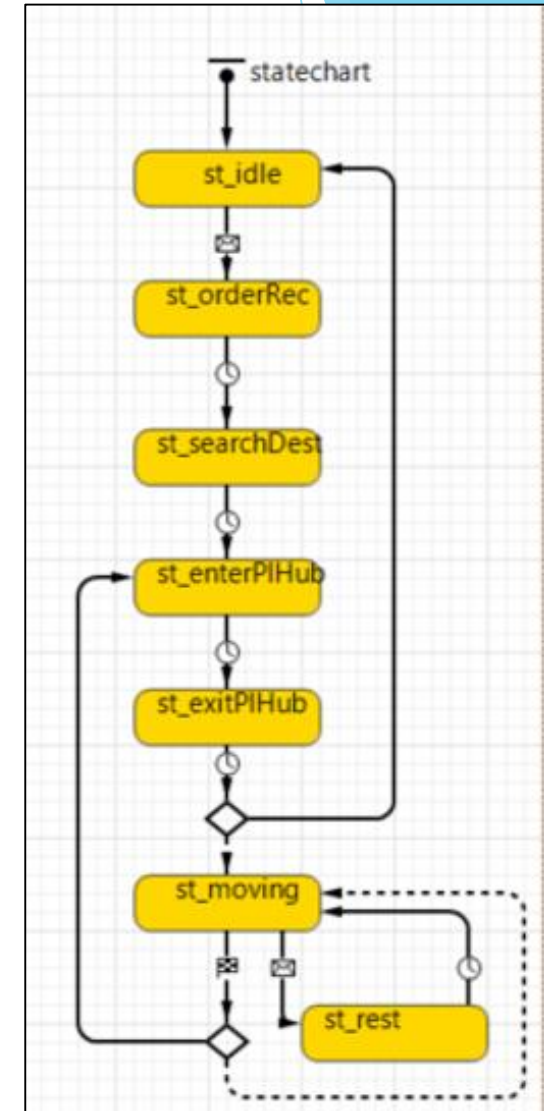 statechart
st_idle
st_orderRec
st_searchDest
st_enterPIHub
st_exitPIHub
st_moving
st_rest